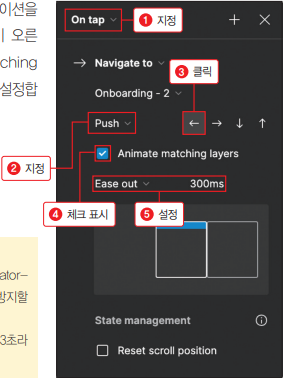 이션을
| 오른
ching
설정합
On tap
1 지정
Navigate to
3 클릭
Onboarding - 2
Push
← → ↓ ↑
2 지정
Animate matching layers
Ease out 300ms
4 체크 표시
5 설정
ator–
방지할
3초라
State management
Reset scroll position